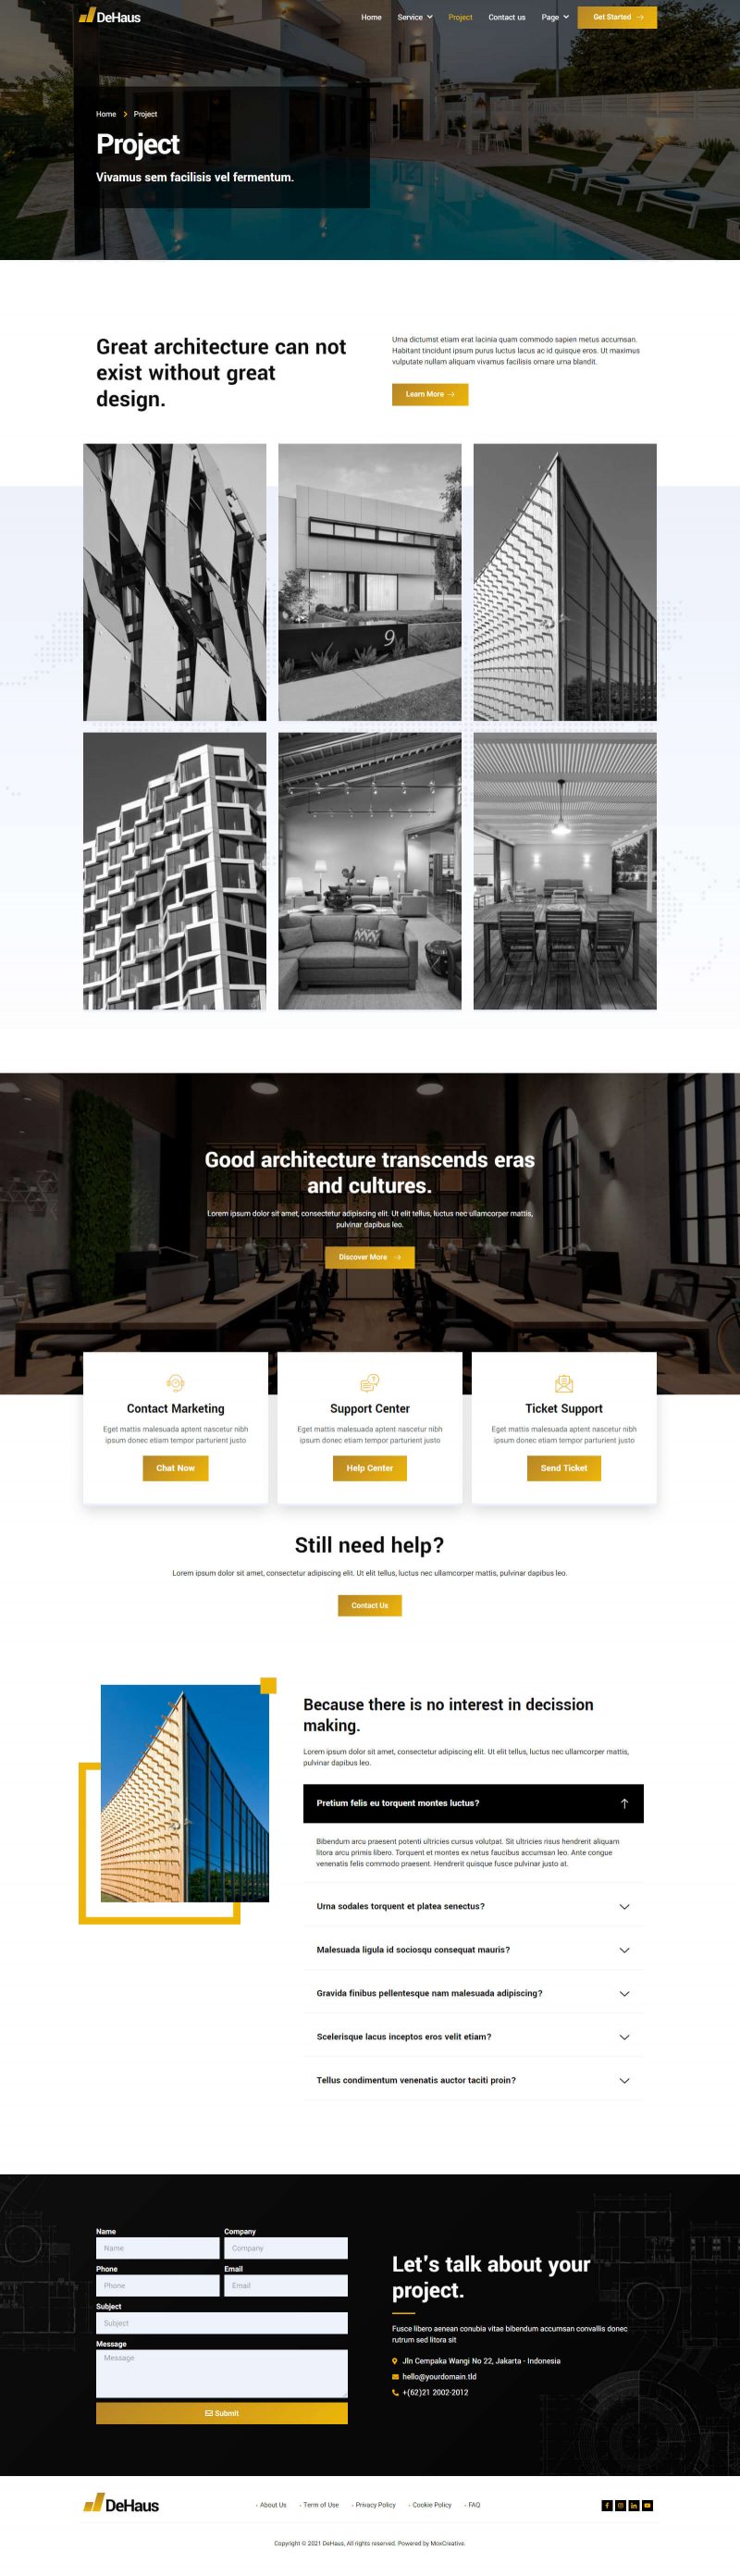 DeHaus
Home Service Project Contact us Page Get Started
Home Project
Project
Vivamus sem facilisis vel fermentum.
Great architecture can not
exist without great
design.
Urna dictumst etiam erat lacinia quam commodo sapien metus accumsan.
Habitant tincidunt ipsum purus luctus lacus ac id quisque eros. Ut maximus
vulputate nullam aliquam vivamus facilisis ornare urna blandit.
Learn More
9
Good architecture transcends eras
and cultures.
Lorem ipsum dolor sit amet, consectetur adipiscing elit. Ut elit tellus, luctus nec ullamcorper mattis,
pulvinar dapibus leo.
Discover More
Contact Marketing
Eget mattis malesuada aptent nascetur nibh
ipsum donec etiam tempor parturient justo
Chat Now
Support Center
Eget mattis malesuada aptent nascetur nibh
ipsum donec etiam tempor parturient justo
Help Center
Ticket Support
Eget mattis malesuada aptent nascetur nibh
ipsum donec etiam tempor parturient justo
Send Ticket
Still need help?
Lorem ipsum dolor sit amet, consectetur adipiscing elit. Ut elit tellus, luctus nec ullamcorper mattis, pulvinar dapibus leo.
Contact Us
Because there is no interest in decission
making.
Lorem ipsum dolor sit amet, consectetur adipiscing elit. Ut elit tellus, luctus nec ullamcorper mattis,
pulvinar dapibus leo.
Pretium felis eu torquent montes luctus?
Bibendum arcu praesent potenti ultricies cursus volutpat. Sit ultricies risus hendrerit aliquam
litora arcu primis libero. Torquent et montes ex netus faucibus accumsan leo. Ante congue
venenatis felis commodo praesent. Hendrerit quisque fusce pulvinar justo at.
Urna sodales torquent et platea senectus?
Malesuada ligula id sociosqu consequat mauris?
Gravida finibus pellentesque nam malesuada adipiscing?
Scelerisque lacus inceptos eros velit etiam?
Tellus condimentum venenatis auctor taciti proin?
Name Company
Name Company
Phone Email
Phone Email
Subject
Subject
Message
Message
Submit
Let's talk about your
project.
Fusce libero aenean conubia vitae bibendum accumsan convallis donec
rutrum sed litora sit
Jln Cempaka Wangi No 22, Jakarta - Indonesia
hello@yourdomain.tld
+(62)21 2002-2012
DeHaus
About Us Term of Use Privacy Policy Cookie Policy FAQ
Copyright © 2021 DeHaus, All rights reserved. Powered by MoxCreative.